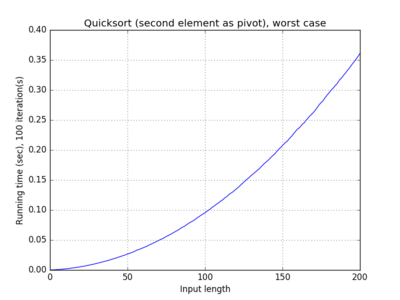 Quicksort (second element as pivot), worst case
0.40
0.35
0.30
0.25
0.20
0.15
0.10
0.05
0.00
0 50 100 150 200
Running time (sec), 100 iteration(s)
Input length